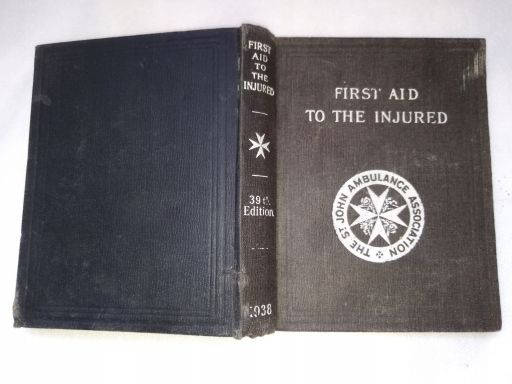 FIRST
AID
TO
THE
INJURED
39th
Edition
1938
FIRST AID
TO THE INJURED
THE ST JOHN AMBULANCE ASSOCIATION